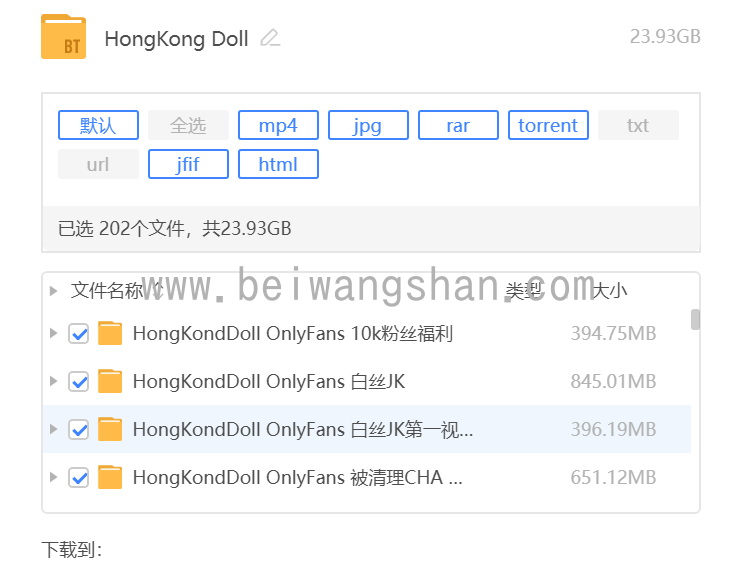 BT
HongKong Doll
23.93GB
默认 全选 mp4 jpg rar torrent txt
url jfif html
已选 202个文件，共23.93GB
www.beiwangshan.com
文件名称 类型 大小
HongKondDoll OnlyFans 10k粉丝福利 394.75MB
HongKondDoll OnlyFans 白丝JK 845.01MB
HongKondDoll OnlyFans 白丝JK第一视... 396.19MB
HongKondDoll OnlyFans 被清理CHA ... 651.12MB
下载到：